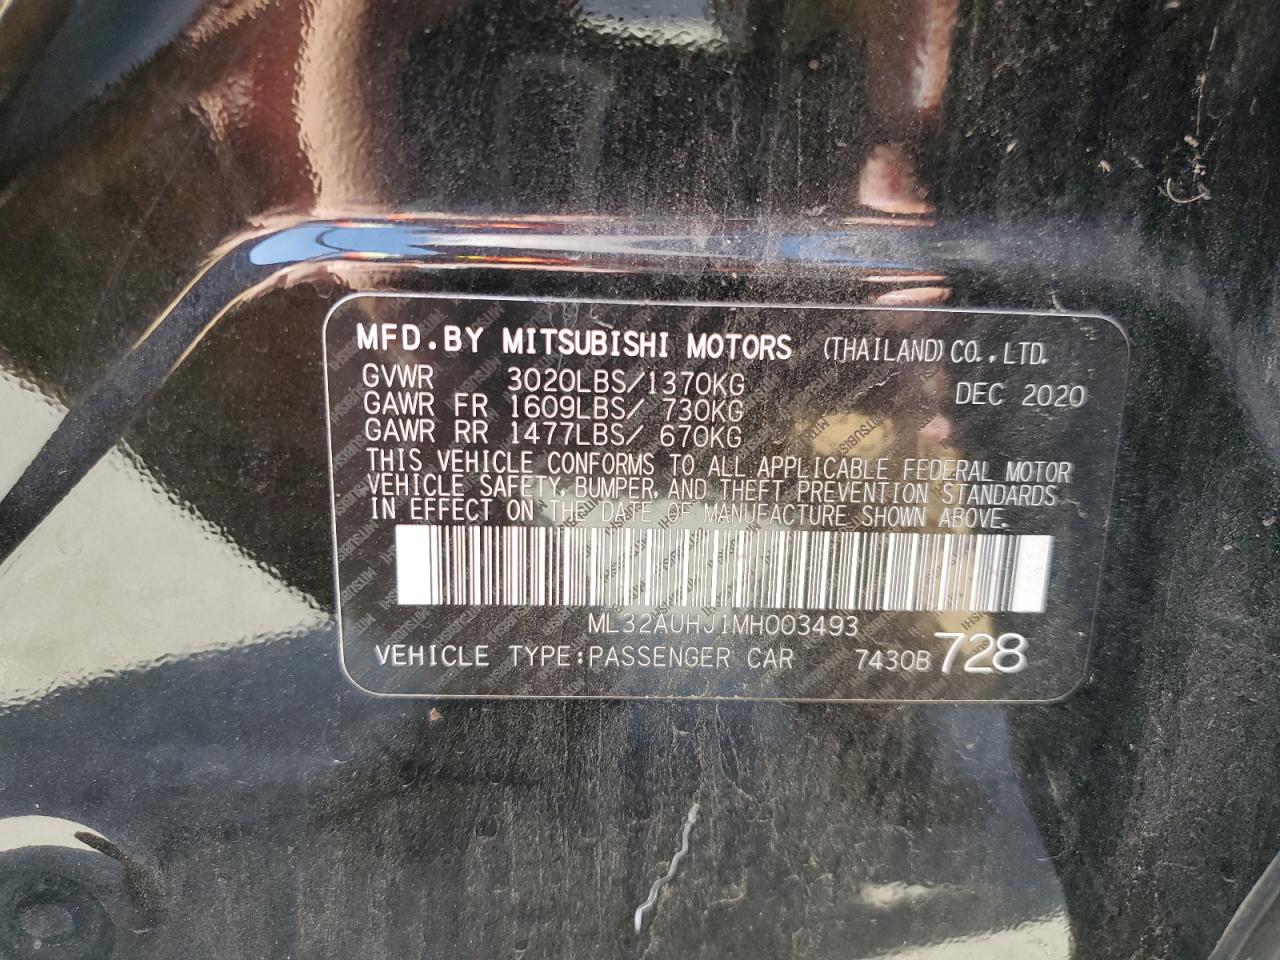 MFD.BY MITSUBISHI MOTORS (THAILAND) CO.,LTD.
GVWR 3020LBS/1370KG DEC 2020
GAWR FR 1609LBS/ 730KG
GAWR RR 1477LBS/ 670KG
THIS VEHICLE CONFORMS TO ALL APPLICABLE FEDERAL MOTOR
VEHICLE SAFETY, BUMPER, AND THEFT PREVENTION STANDARDS
IN EFFECT ON THE DATE OF MANUFACTURE SHOWN ABOVE.
ML32AUHJ1MH003493
VEHICLE TYPE:PASSENGER CAR 7430B 728